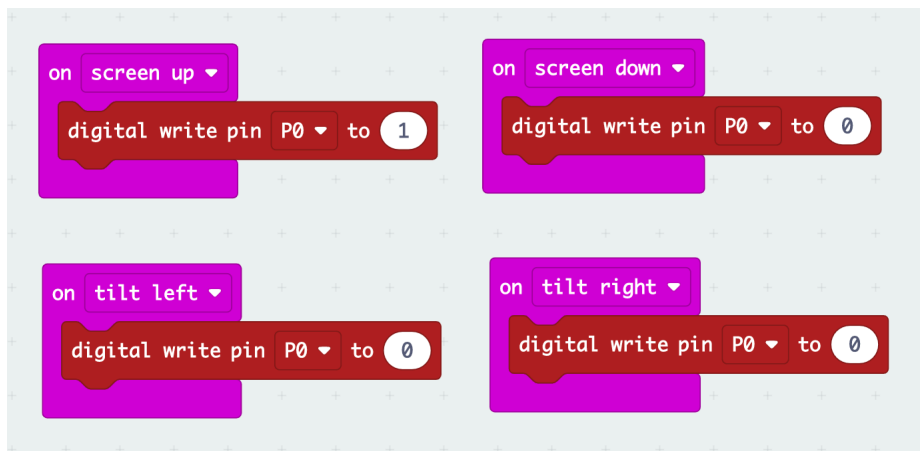 on screen up
digital write pin P0 to 1
on screen down
digital write pin P0 to 0
on tilt left
digital write pin P0 to 0
on tilt right
digital write pin P0 to 0